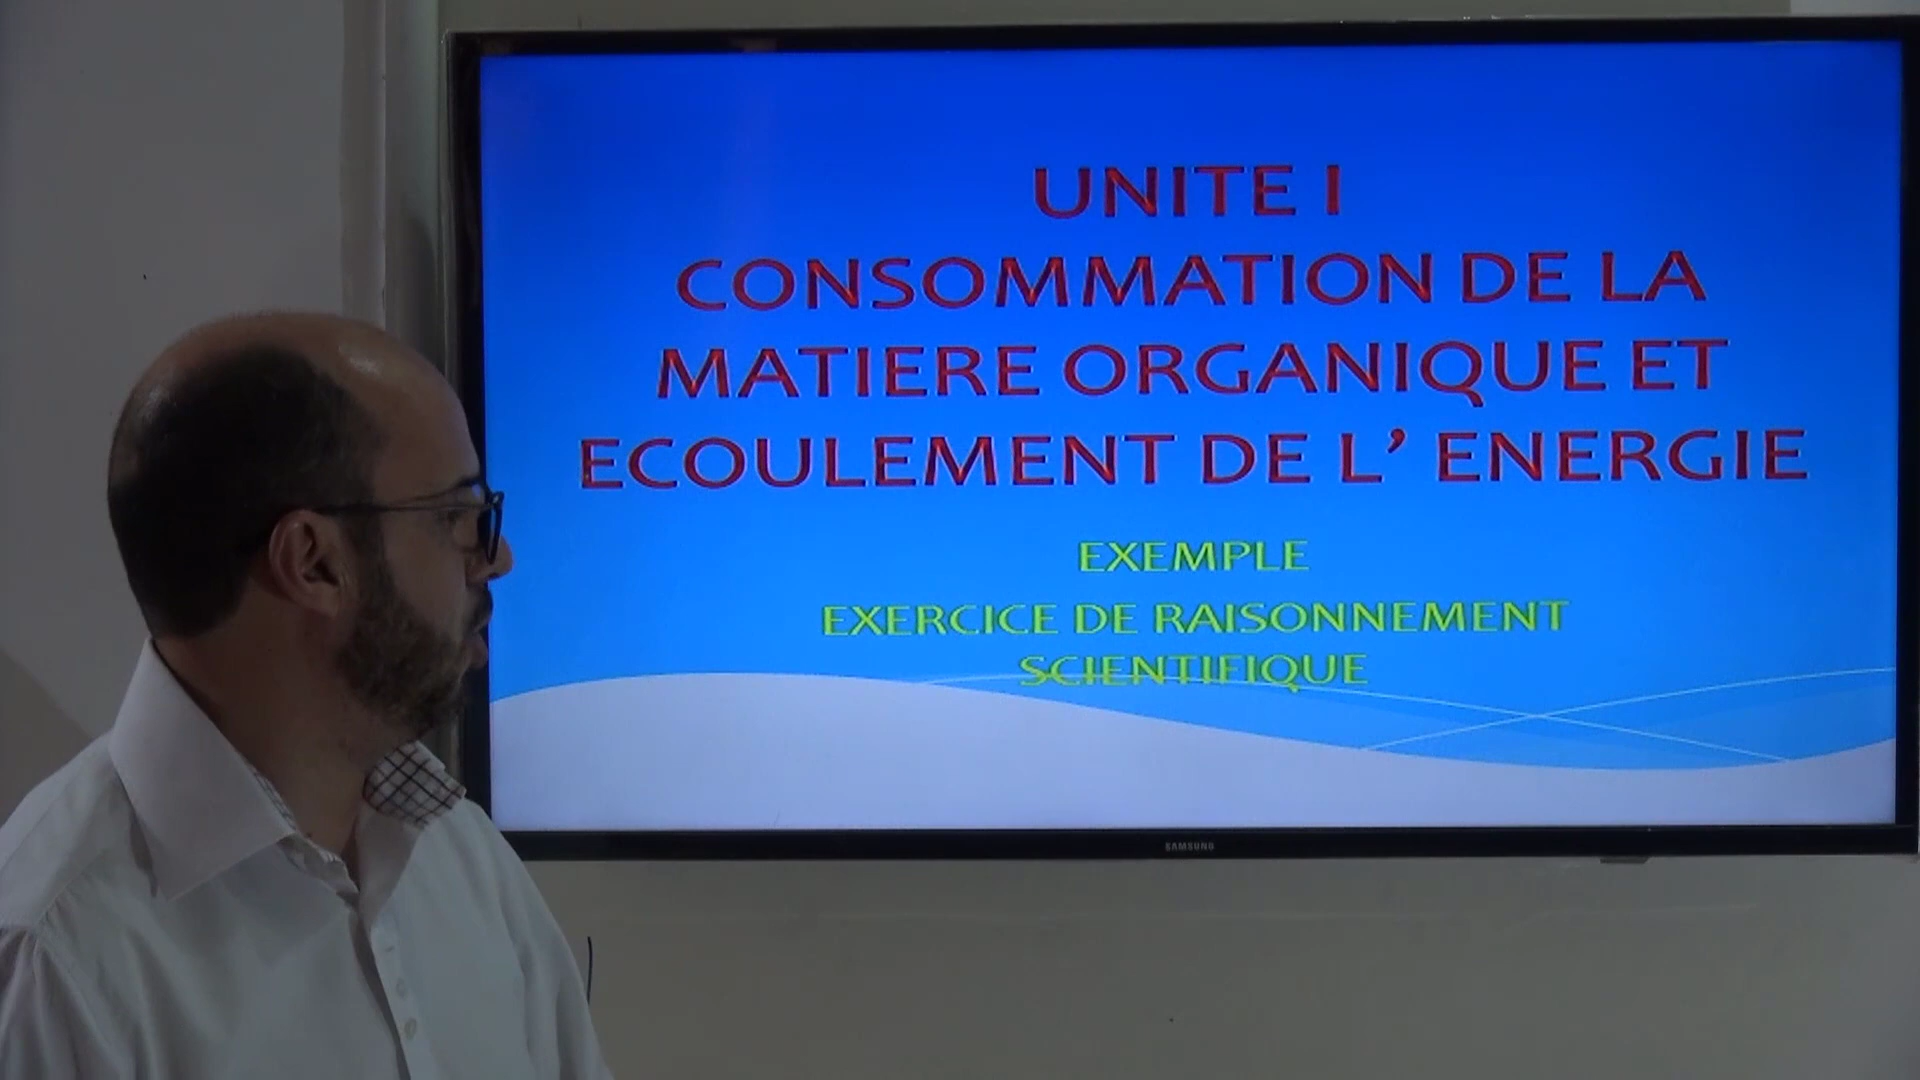 UNITE I
CONSOMMATION DE LA
MATIERE ORGANIQUE ET
ECOULEMENT DE L’ ENERGIE
EXEMPLE
EXERCICE DE RAISONNEMENT
SCIENTIFIQUE
SAMSUNG